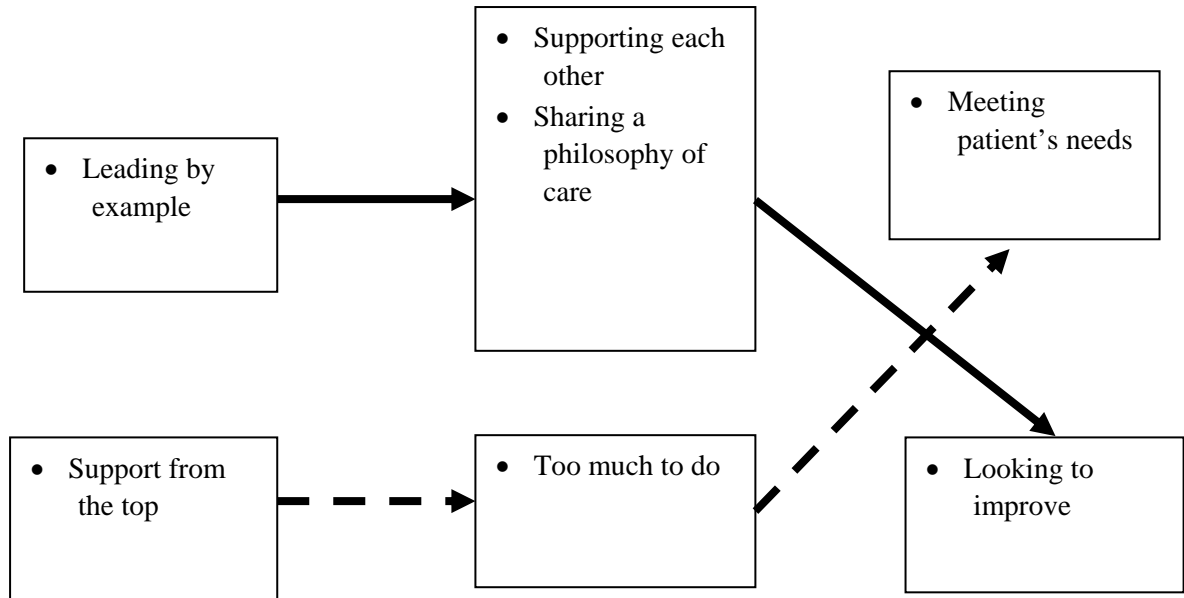 • Leading by
example
• Supporting each
other
• Sharing a
philosophy of
care
• Meeting
patient’s needs
• Support from
the top
• Too much to do
• Looking to
improve